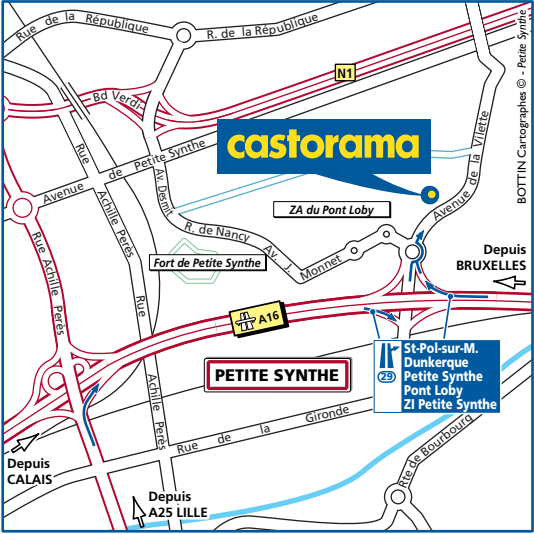 Rue de la République
R. de la République
BOTTIN Cartographes © - Petite Synthe
N1
Bd Verdi
castorama
Rue
Avenue de Petite Synthe
Avenue de la Vilette
Av. Desmit
Achille Perès
ZA du Pont Loby
R. de Nancy
Av. J. Monnet
Rue Achille Perès
Fort de Petite Synthe
Depuis
BRUXELLES
Rue
A16
St-Pol-sur-M.
Dunkerque
29
Petite Synthe
Pont Loby
ZI Petite Synthe
PETITE SYNTHE
Achille Perès
Rue de la Gironde
Rte de Bourbourg
Depuis
CALAIS
Depuis
A25 LILLE